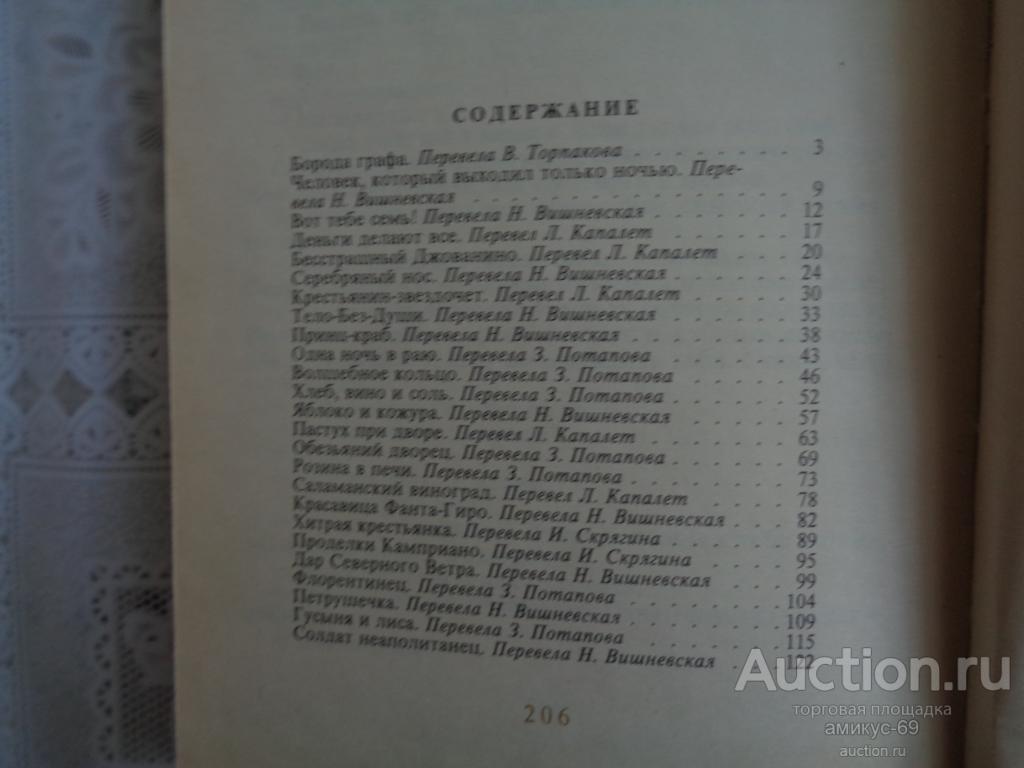 СОДЕРЖАНИЕ
Борода графа. Перевела В. Торпакова . . . . . . . . 3
Человек, который выходил только ночью. Пере-
вела Н. Вишневская . . . . . . . . . . . . . . 9
Вот тебе семь! Перевела Н. Вишневская . . . . . . . 12
Деньги делают все. Перевел Л. Капалет . . . . . . . 17
Бесстрашный Джованино. Перевел Л. Капалет . . . . 20
Серебряный нос. Перевела Н. Вишневская . . . . . . 24
Крестьянин-звездочет. Перевел Л. Капалет . . . . . . 30
Тело-Без-Души. Перевела Н. Вишневская . . . . . . 33
Принц-краб. Перевела Н. Вишневская . . . . . . . . 38
Одна ночь в раю. Перевела З. Потапова . . . . . . 43
Волшебное кольцо. Перевела З. Потапова . . . . . . 46
Хлеб, вино и соль. Перевела З. Потапова . . . . . . 52
Яблоко и кожура. Перевела Н. Вишневская . . . . . 57
Пастух при дворе. Перевел Л. Капалет . . . . . . . 63
Обезьяний дворец. Перевела З. Потапова . . . . . . 69
Розина в печи. Перевела З. Потапова . . . . . . . . 73
Саламанский виноград. Перевел Л. Капалет . . . . . 78
Красавица Фанта-Гиро. Перевела Н. Вишневская . . . 82
Хитрая крестьянка. Перевела И. Скрягина . . . . . . 89
Проделки Камприано. Перевела И. Скрягина . . . . . 95
Дар Северного Ветра. Перевела Н. Вишневская . . . . 99
Флорентинец. Перевела З. Потапова . . . . . . . . 104
Петрушечка. Перевела Н. Вишневская . . . . . . . . 109
Гусыня и лиса. Перевела З. Потапова . . . . . . . . 115
Солдат неаполитанец. Перевела Н. Вишневская . . . . 122
206
Auction.ru
торговая площадка
амикус-69
auction.ru